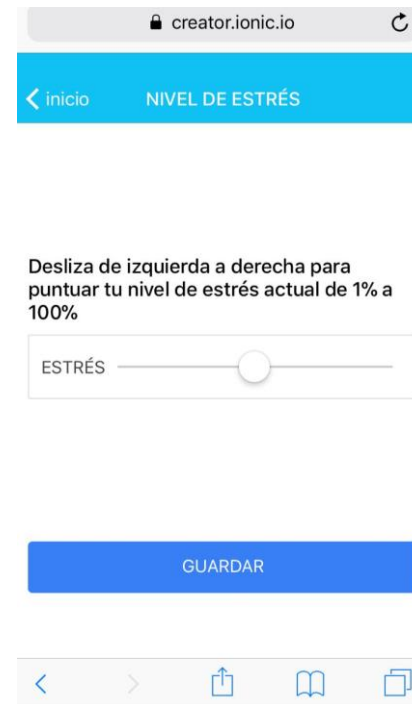 creator.ionic.io
inicio NIVEL DE ESTRÉS
Desliza de izquierda a derecha para
puntuar tu nivel de estrés actual de 1% a
100%
ESTRÉS
GUARDAR